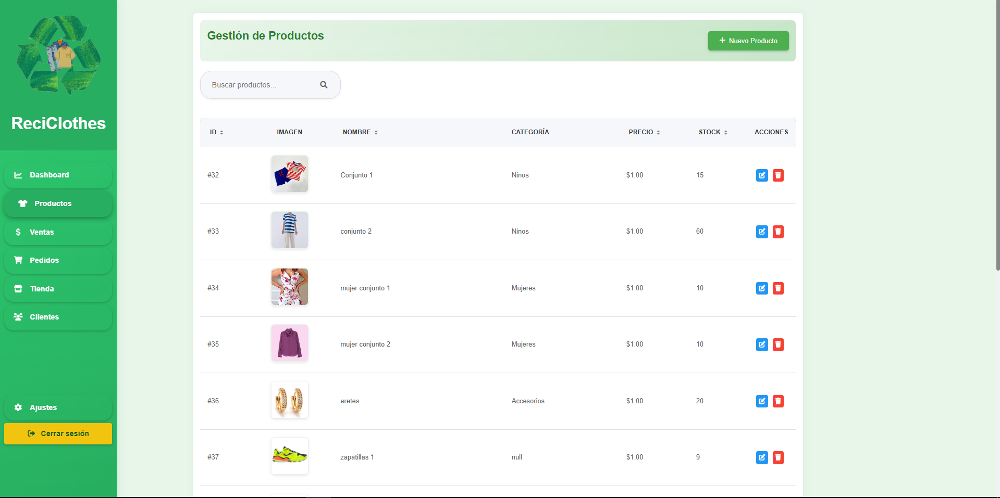 ReciClothes
Dashboard
Productos
Ventas
Pedidos
Tienda
Clientes
Ajustes
Cerrar sesión
Gestión de Productos
Nuevo Producto
Buscar productos...
ID IMAGEN NOMBRE CATEGORÍA PRECIO STOCK ACCIONES
#32 Conjunto 1 Ninos $1.00 15
#33 conjunto 2 Ninos $1.00 60
#34 mujer conjunto 1 Mujeres $1.00 10
#35 mujer conjunto 2 Mujeres $1.00 10
#36 aretes Accesorios $1.00 20
#37 zapatillas 1 null $1.00 9